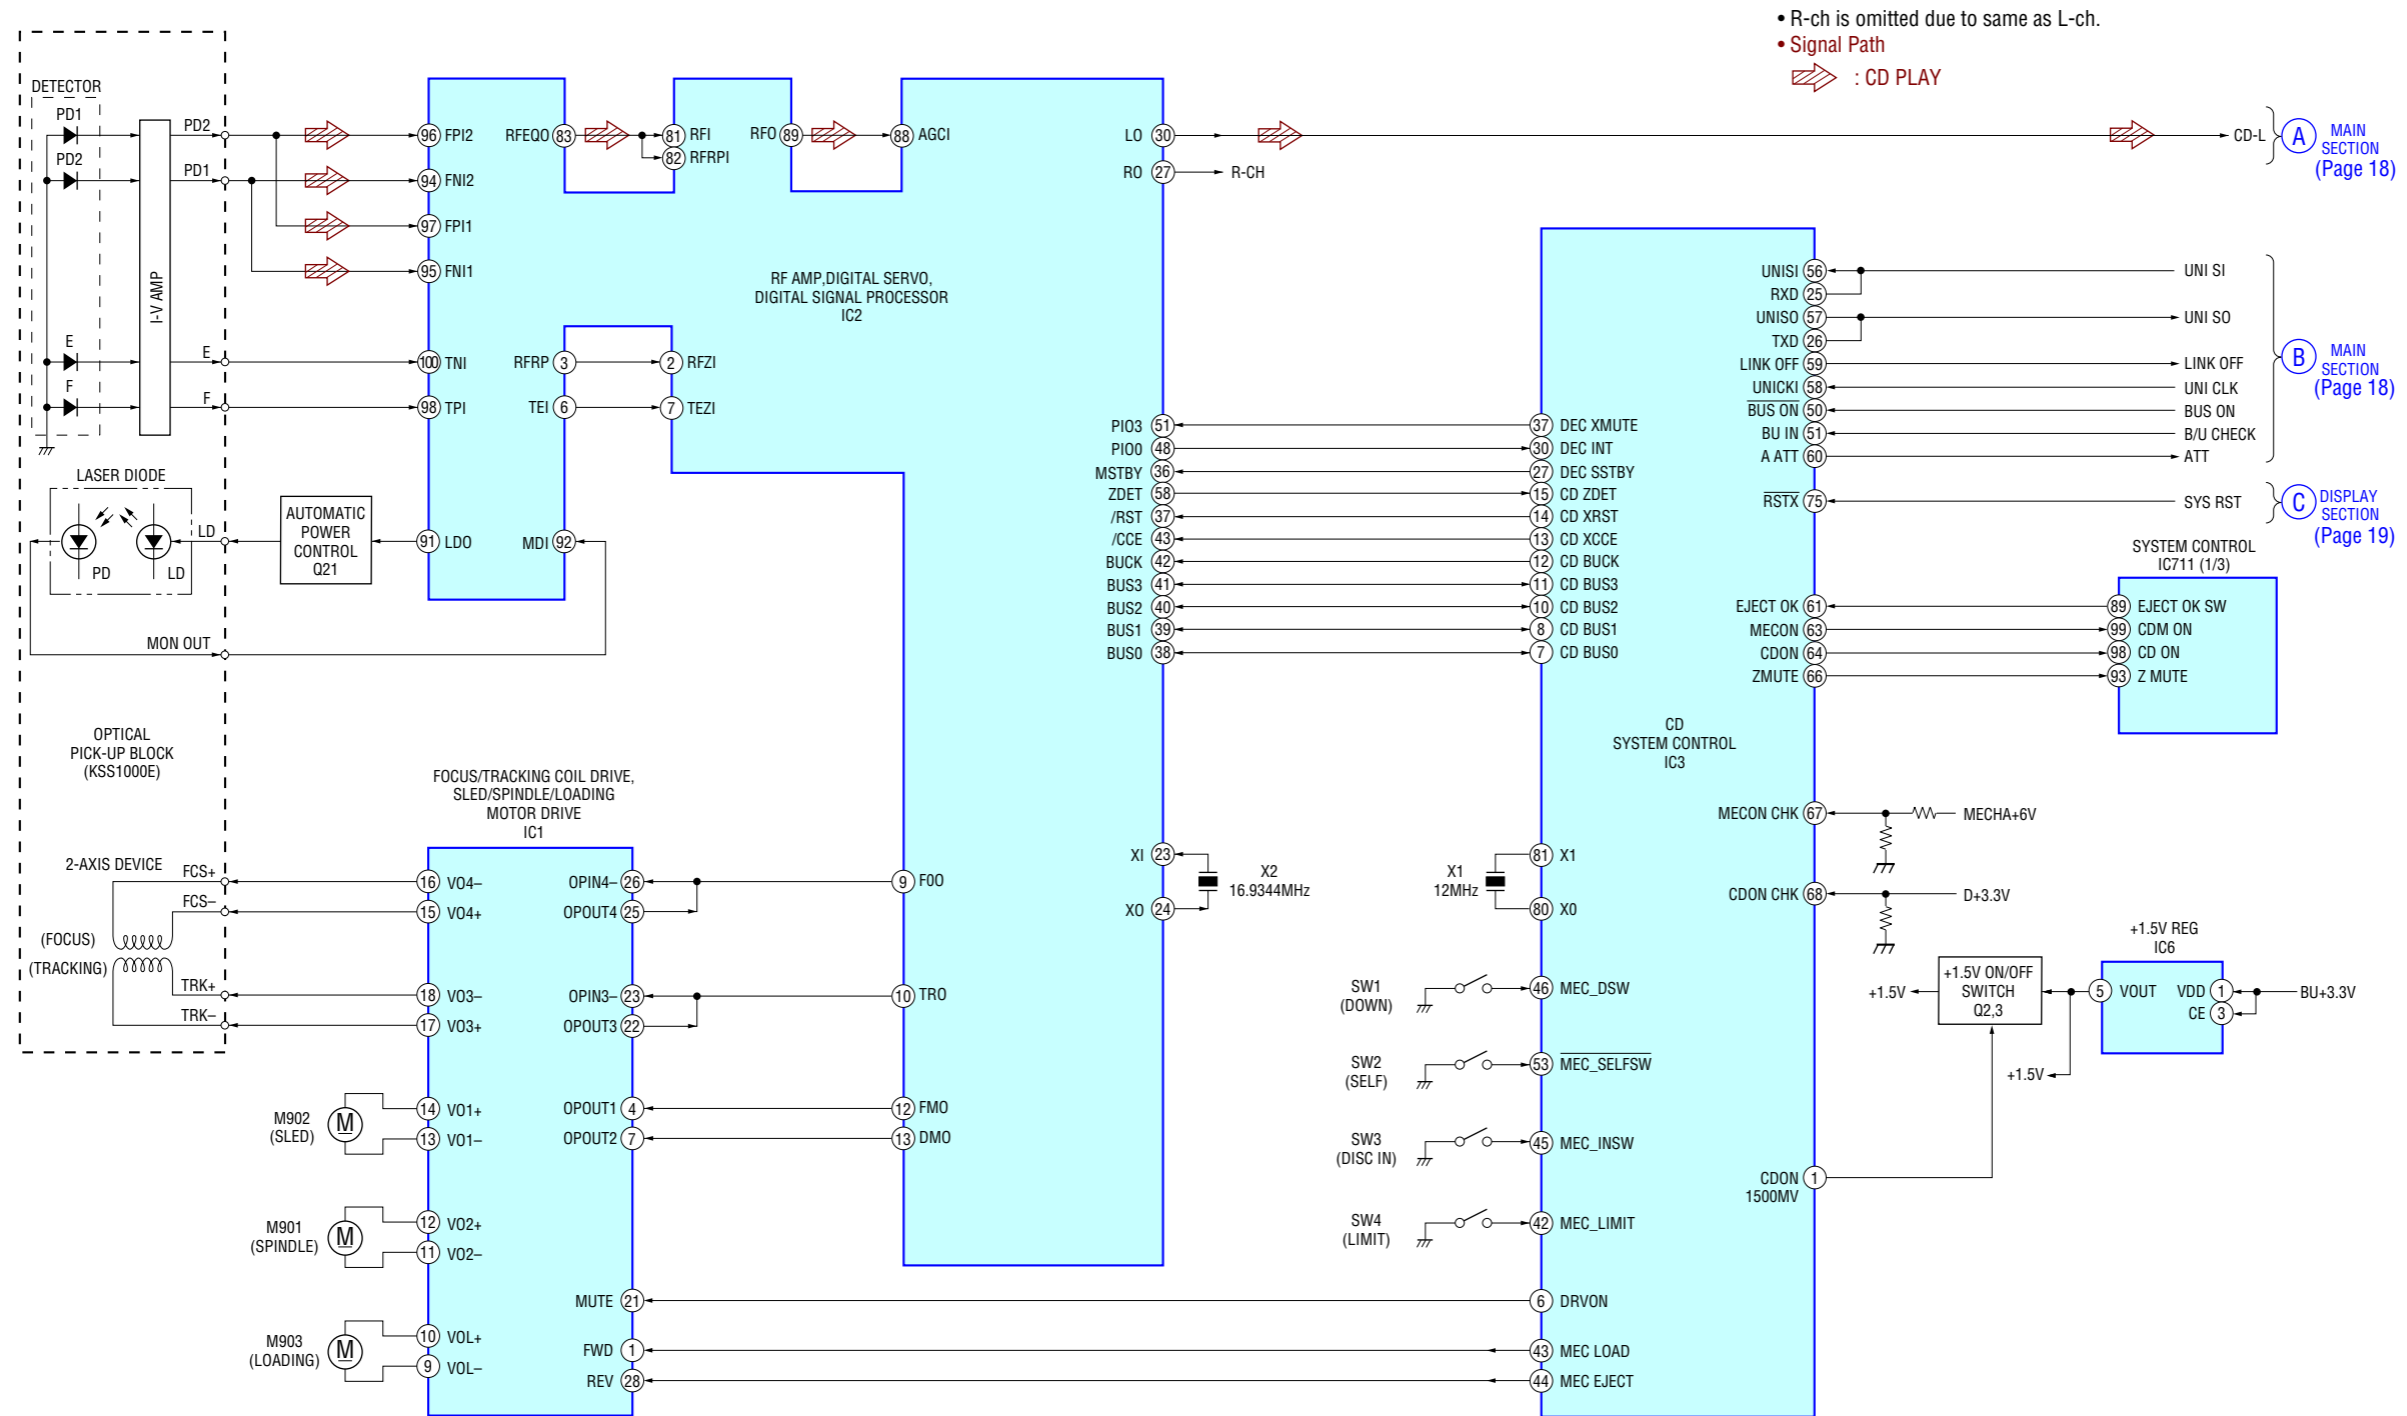 • R-ch is omitted due to same as L-ch.
• Signal Path
: CD PLAY
DETECTOR
PD1
PD2
E
F
I-V AMP
PD2
PD1
E
F
LASER DIODE
PD
LD
LD
AUTOMATIC
POWER
CONTROL
Q21
MON OUT
OPTICAL
PICK-UP BLOCK
(KSS1000E)
2-AXIS DEVICE
(FOCUS)
(TRACKING)
FCS+
FCS–
TRK+
TRK–
96 FPI2
94 FNI2
97 FPI1
95 FNI1
100 TNI
98 TPI
91 LDO
RFEQO 83
81 RFI
82 RFRPI
RFO 89
88 AGCI
RFRP 3
2 RFZI
TEI 6
7 TEZI
MDI 92
RF AMP,DIGITAL SERVO,
DIGITAL SIGNAL PROCESSOR
IC2
LO 30
RO 27
R-CH
CD-L
A
MAIN
SECTION
(Page 18)
PIO3 51
PIO0 48
MSTBY 36
ZDET 58
/RST 37
/CCE 43
BUCK 42
BUS3 41
BUS2 40
BUS1 39
BUS0 38
XI 23
XO 24
X2
16.9344MHz
9 F0O
10 TRO
12 FMO
13 DMO
FOCUS/TRACKING COIL DRIVE,
SLED/SPINDLE/LOADING
MOTOR DRIVE
IC1
16 VO4–
15 VO4+
18 VO3–
17 VO3+
14 VO1+
13 VO1–
12 VO2+
11 VO2–
10 VOL+
9 VOL–
OPIN4– 26
OPOUT4 25
OPIN3– 23
OPOUT3 22
OPOUT1 4
OPOUT2 7
MUTE 21
FWD 1
REV 28
M902
(SLED)
M
M901
(SPINDLE)
M
M903
(LOADING)
M
37 DEC XMUTE
30 DEC INT
27 DEC SSTBY
15 CD ZDET
14 CD XRST
13 CD XCCE
12 CD BUCK
11 CD BUS3
10 CD BUS2
8 CD BUS1
7 CD BUS0
CD
SYSTEM CONTROL
IC3
X1
12MHz
81 X1
80 X0
SW1
(DOWN)
46 MEC_DSW
SW2
(SELF)
53 MEC_SELFSW
SW3
(DISC IN)
45 MEC_INSW
SW4
(LIMIT)
42 MEC_LIMIT
6 DRVON
43 MEC LOAD
44 MEC EJECT
UNISI 56
RXD 25
UNISO 57
TXD 26
LINK OFF 59
UNICKI 58
BUS ON 50
BU IN 51
A ATT 60
RSTX 75
UNI SI
UNI SO
LINK OFF
UNI CLK
BUS ON
B/U CHECK
ATT
B
MAIN
SECTION
(Page 18)
SYS RST
C
DISPLAY
SECTION
(Page 19)
SYSTEM CONTROL
IC711 (1/3)
EJECT OK 61
MECON 63
CDON 64
ZMUTE 66
89 EJECT OK SW
99 CDM ON
98 CD ON
93 Z MUTE
MECON CHK 67
MECHA+6V
CDON CHK 68
D+3.3V
+1.5V REG
IC6
+1.5V
+1.5V ON/OFF
SWITCH
Q2,3
5 VOUT
VDD 1
CE 3
BU+3.3V
+1.5V
CDON 1
1500MV